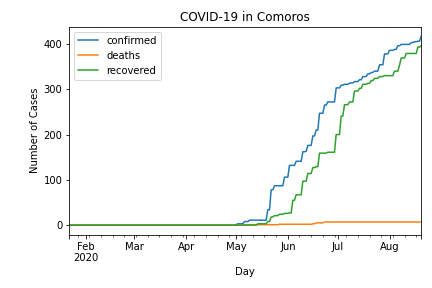 COVID-19 in Comoros
confirmed
deaths
recovered
Number of Cases
400
300
200
100
0
Feb Mar Apr May Jun Jul Aug
2020
Day